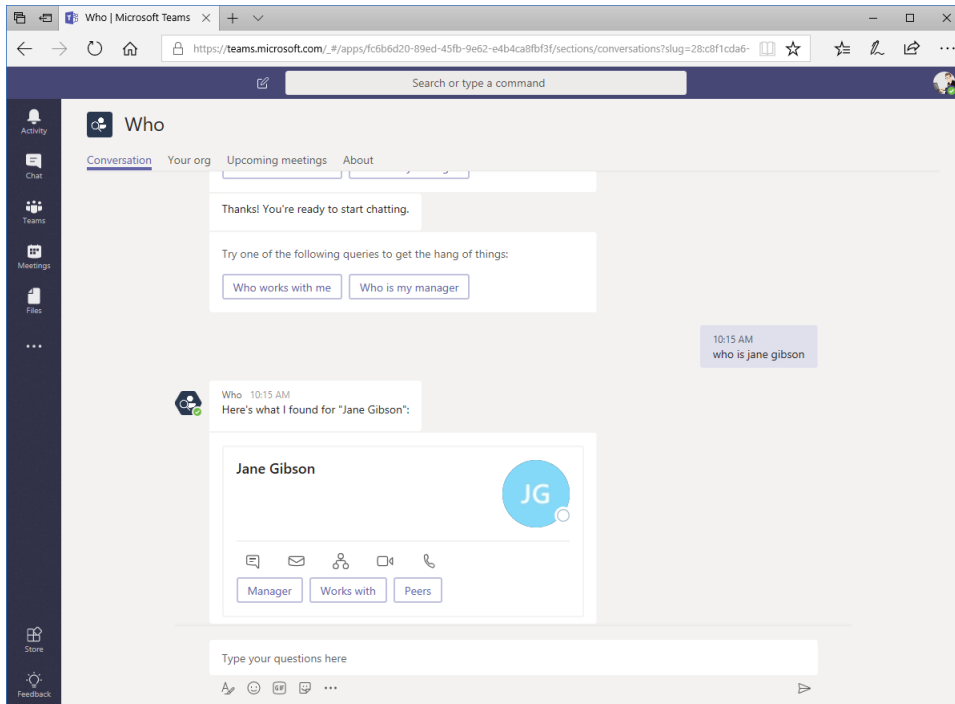 Who | Microsoft Teams
https://teams.microsoft.com/_#/apps/fc6b6d20-89ed-45fb-9e62-e4b4ca8fbf3f/sections/conversations?slug=28:c8f1cda6-
Search or type a command
Activity
Chat
Teams
Meetings
Files
Store
Feedback
Who
Conversation Your org Upcoming meetings About
Thanks! You're ready to start chatting.
Try one of the following queries to get the hang of things:
Who works with me Who is my manager
10:15 AM
who is jane gibson
Who 10:15 AM
Here's what I found for "Jane Gibson":
Jane Gibson
JG
Manager Works with Peers
Type your questions here
GIF